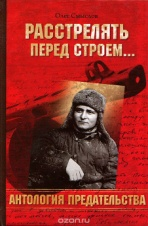 Олег Смыслов
РАССТРЕЛЯТЬ
ПЕРЕД СТРОЕМ...
АНТОЛОГИЯ ПРЕДАТЕЛЬСТВА
ozon.ru